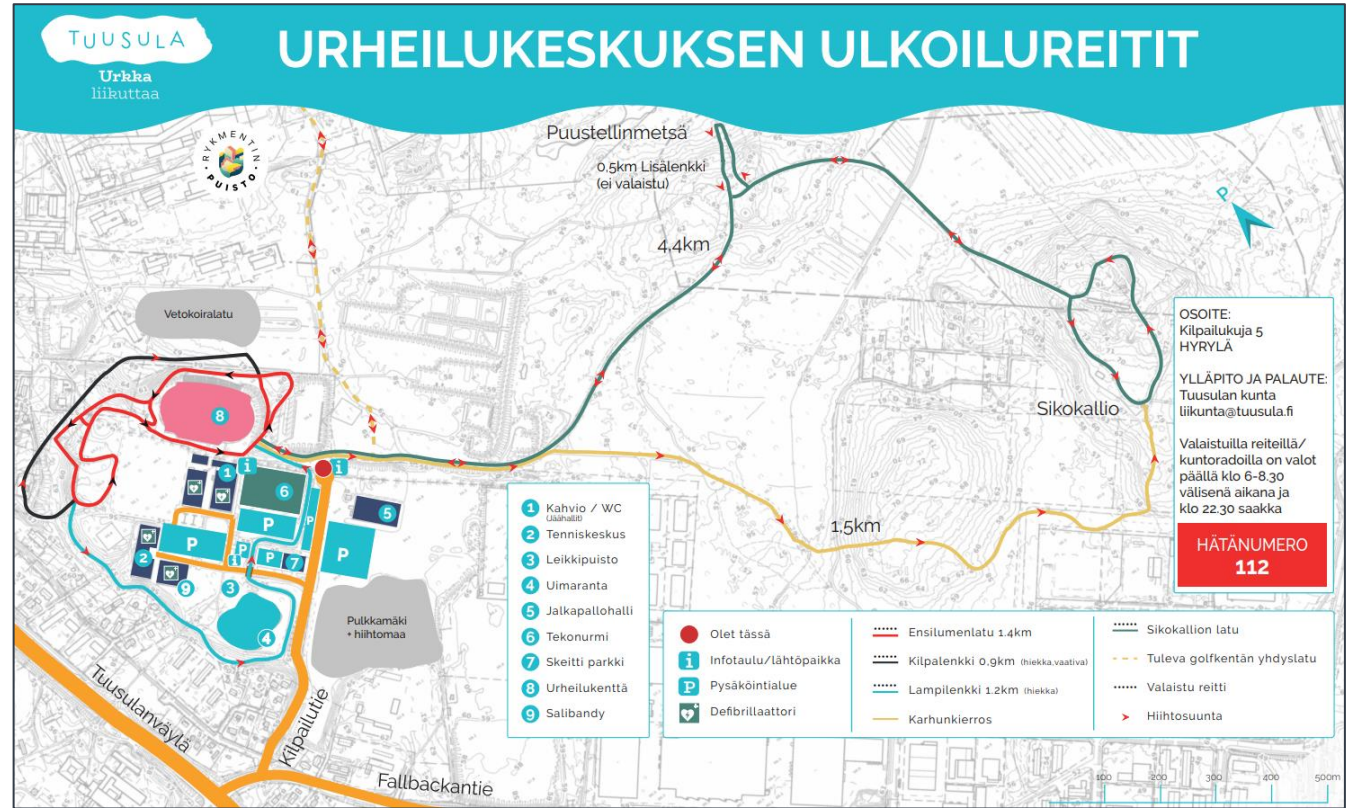 TUUSULA
Urkka
liikuttaa
URHEILUKESKUKSEN ULKOILUREITIT
RYKMENTIN
PUISTO
Puustellinmetsä
0.5km Lisälenkki
(ei valaistu)
P
4,4km
Vetokoiralatu
OSOITE:
Kilpailukuja 5
HYRYLÄ
YLLÄPITO JA PALAUTE:
Tuusulan kunta
liikunta@tuusula.fi
Valaistuilla reiteillä/
kuntoradoilla on valot
päällä klo 6-8.30
välisenä aikana ja
klo 22.30 saakka
HÄTÄNUMERO
112
Sikokallio
8
1 i
i
6
5
P
P
P
P
P
P
i
7
2
9
3
4
1,5km
Pulkkamäki
+ hiihtomaa
Tuusulanväylä
Kilpailutie
Fallbackantie
1 Kahvio / WC
(Jäähallit)
2 Tenniskeskus
3 Leikkipuisto
4 Uimaranta
5 Jalkapallohalli
6 Tekonurmi
7 Skeitti parkki
8 Urheilukenttä
9 Salibandy
Olet tässä
i Infotaulu/lähtöpaikka
P Pysäköintialue
Defibrillaattori
Ensilumenlatu 1.4km
Kilpalenkki 0,9km (hiekka,vaativa)
Lampilenkki 1.2km (hiekka)
Karhunkierros
Sikokallion latu
Tuleva golfkentän yhdyslatu
Valaistu reitti
Hiihtosuunta
100 200 300 400 500m